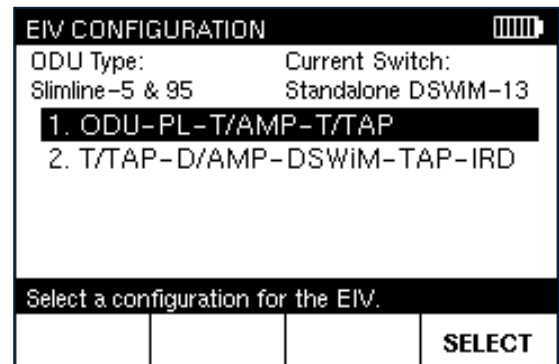 EIV CONFIGURATION
ODU Type: Current Switch:
Slimline-5 & 95 Standalone DSWiM-13
1. ODU-PL-T/AMP-T/TAP
2. T/TAP-D/AMP-DSWiM-TAP-IRD
Select a configuration for the EIV.
SELECT